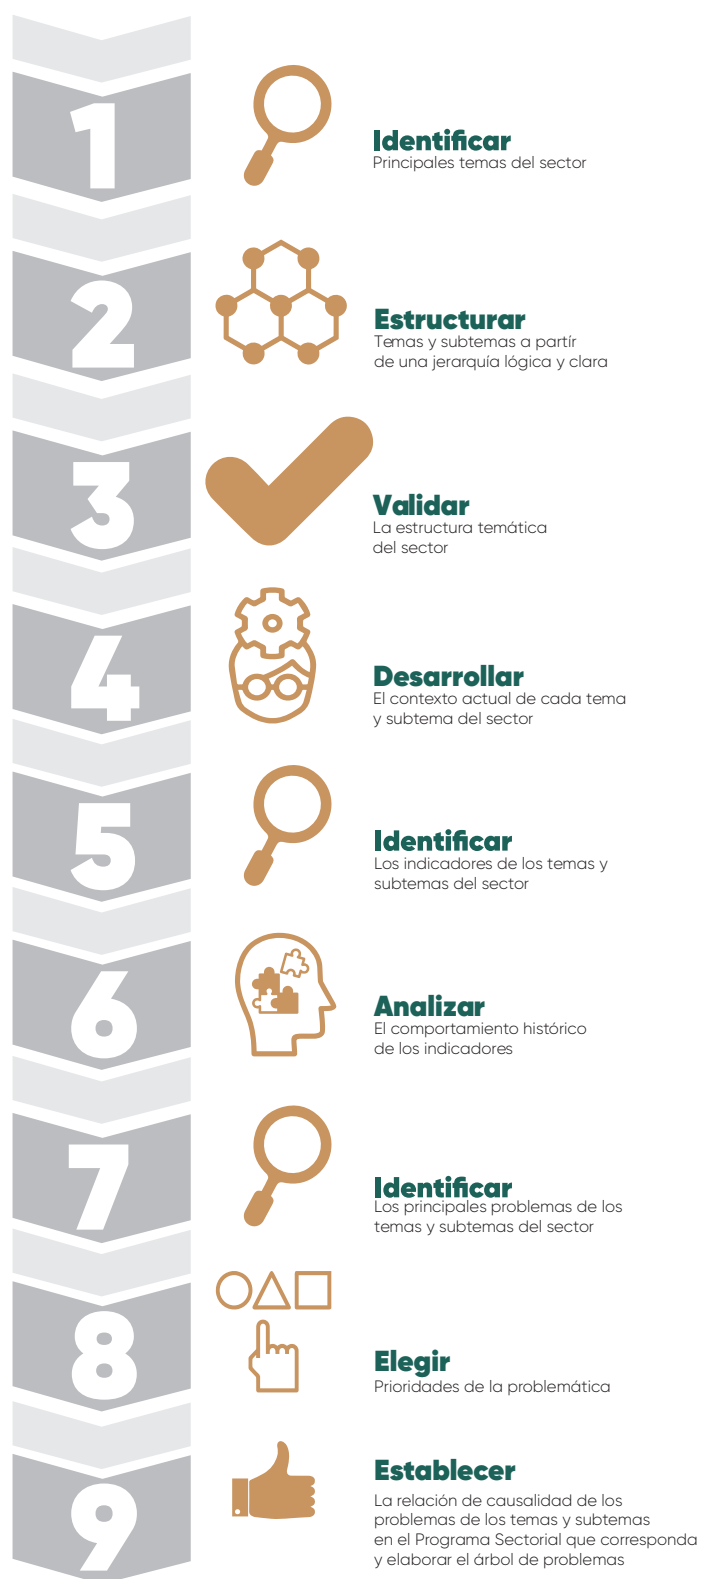 1
Identificar
Principales temas del sector
2
Estructurar
Temas y subtemas a partír
de una jerarquía lógica y clara
3
Validar
La estructura temática
del sector
4
Desarrollar
El contexto actual de cada tema
y subtema del sector
5
Identificar
Los indicadores de los temas y
subtemas del sector
6
Analizar
El comportamiento histórico
de los indicadores
7
Identificar
Los principales problemas de los
temas y subtemas del sector
8
Elegir
Prioridades de la problemática
9
Establecer
La relación de causalidad de los
problemas de los temas y subtemas
en el Programa Sectorial que corresponda
y elaborar el árbol de problemas